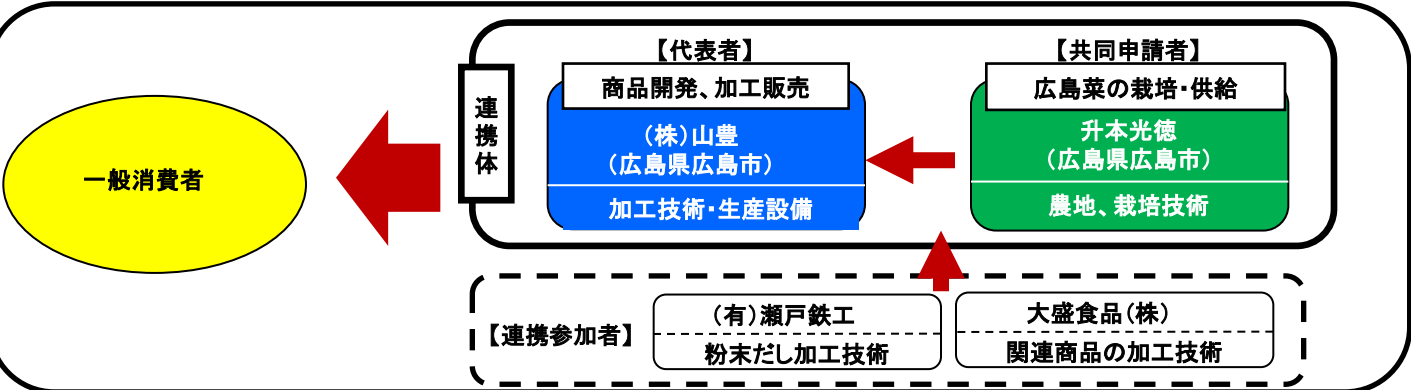 【代表者】
商品開発、加工販売
(株)山豊
(広島県広島市)
加工技術・生産設備
【共同申請者】
広島菜の栽培・供給
升本光徳
(広島県広島市)
農地、栽培技術
連携体
一般消費者
【連携参加者】
(有)瀬戸鉄工
粉末だし加工技術
大盛食品(株)
関連商品の加工技術